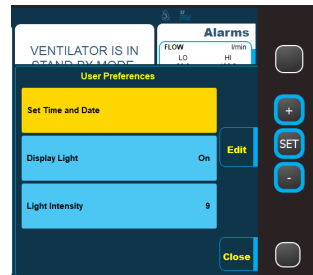 Alarms
VENTILATOR IS IN
STAND-BY MODE
FLOW l/min
LO HI
User Preferences
Set Time and Date
Display Light On
Light Intensity 9
Edit
Close
+
SET
-